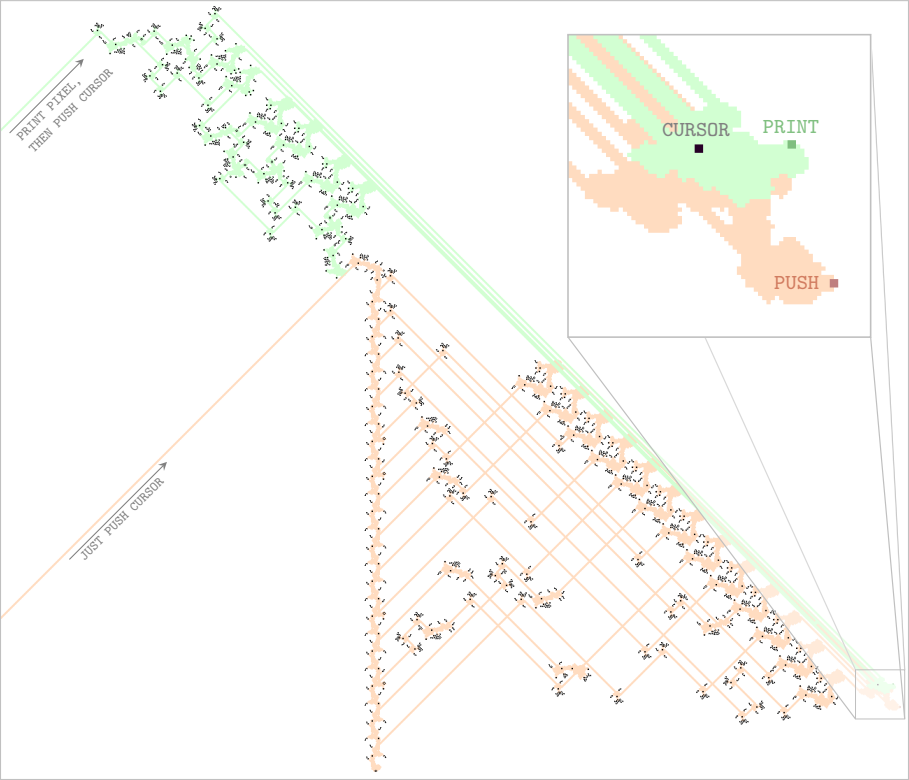 PRINT PIXEL,
THEN PUSH CURSOR
CURSOR
PRINT
PUSH
JUST PUSH CURSOR